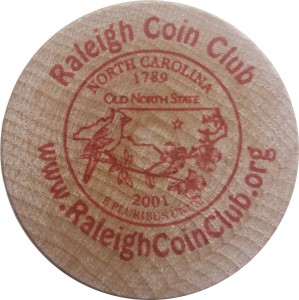 Raleigh Coin Club
NORTH CAROLINA
1789
OLD NORTH STATE
2001
E PLURIBUS UNUM
www.RaleighCoinClub.org